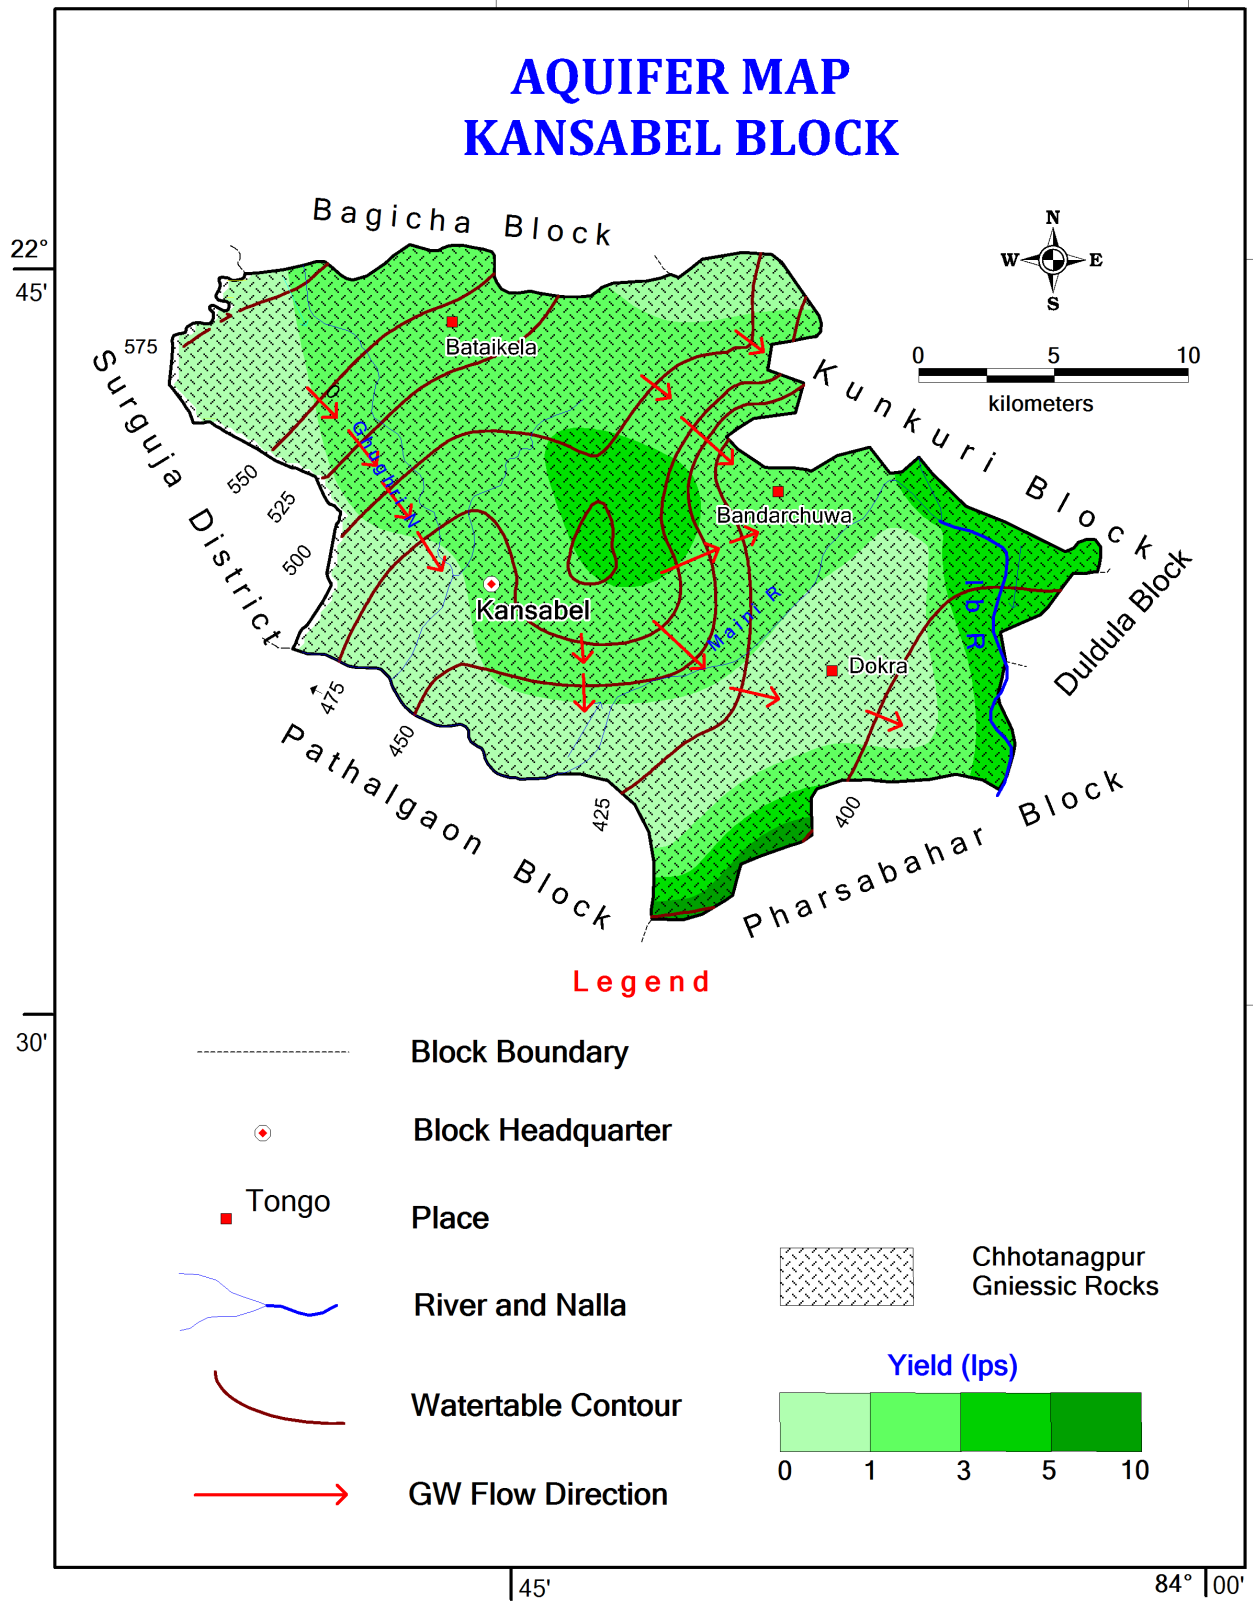 AQUIFER MAP
KANSABEL BLOCK
Bagicha Block
22°
45'
N
W E
S
575
Bataikela
0 5 10
kilometers
Surguja District
Kunkuri Block
Ghoghri N
550
525
500
Bandarchuwa
Kansabel
Maini R
Ib R
Duldula Block
Dokra
475
450
425
400
Pathalgaon Block
Pharsabahar Block
Legend
30'
Block Boundary
Block Headquarter
Tongo
Place
River and Nalla
Watertable Contour
GW Flow Direction
Chhotanagpur
Gniessic Rocks
Yield (lps)
0 1 3 5 10
45'
84° 00'